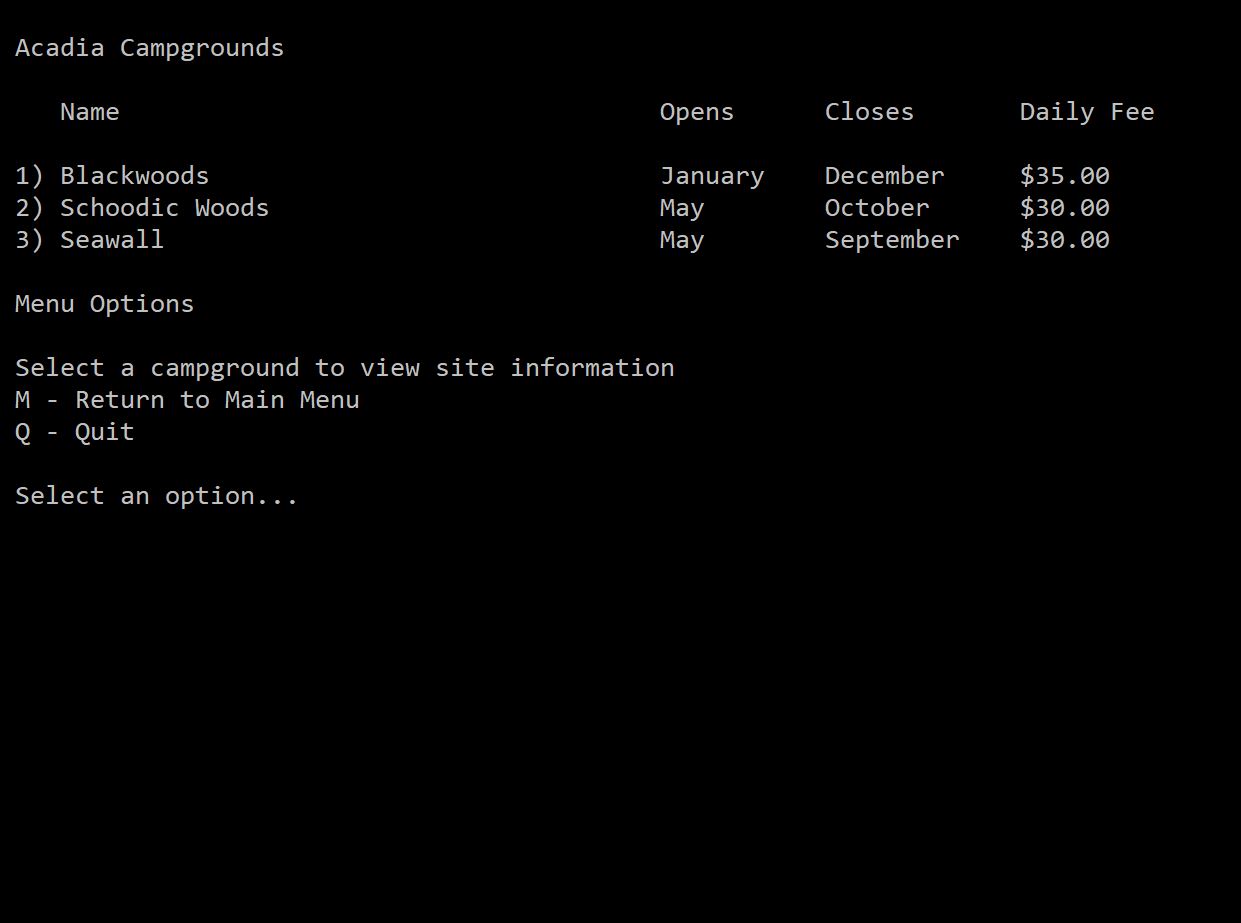 Acadia Campgrounds
Name Opens Closes Daily Fee
1) Blackwoods January December $35.00
2) Schoodic Woods May October $30.00
3) Seawall May September $30.00
Menu Options
Select a campground to view site information
M - Return to Main Menu
Q - Quit
Select an option...